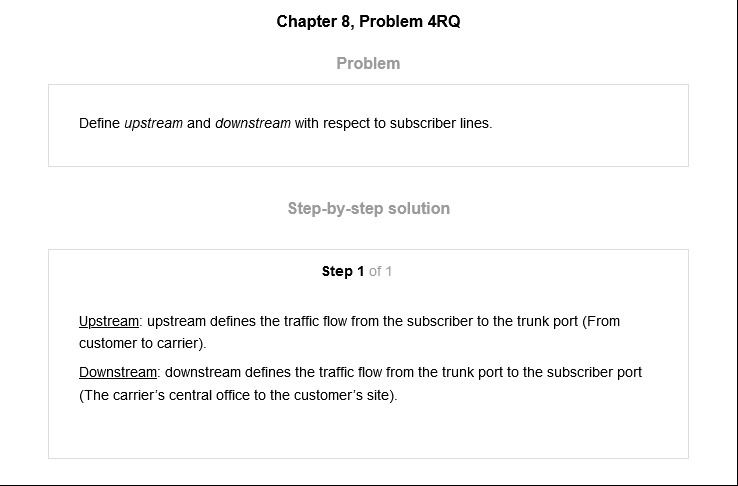 Chapter 8, Problem 4RQ
Problem
Define upstream and downstream with respect to subscriber lines.
Step-by-step solution
Step 1 of 1
Upstream: upstream defines the traffic flow from the subscriber to the trunk port (From
customer to carrier).
Downstream: downstream defines the traffic flow from the trunk port to the subscriber port
(The carrier’s central office to the customer’s site).